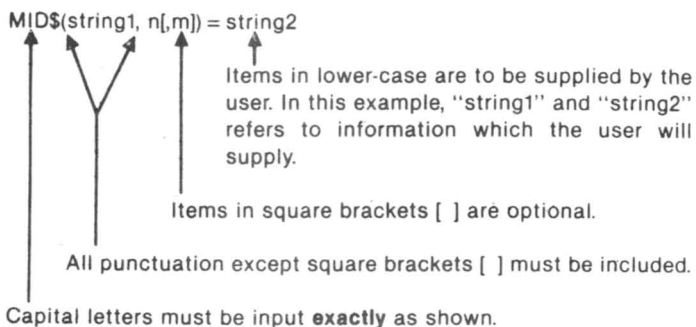 MID$(string1, n[,m]) = string2
Items in lower-case are to be supplied by the
user. In this example, “string1” and “string2”
refers to information which the user will
supply.
Items in square brackets [ ] are optional.
All punctuation except square brackets [ ] must be included.
Capital letters must be input exactly as shown.